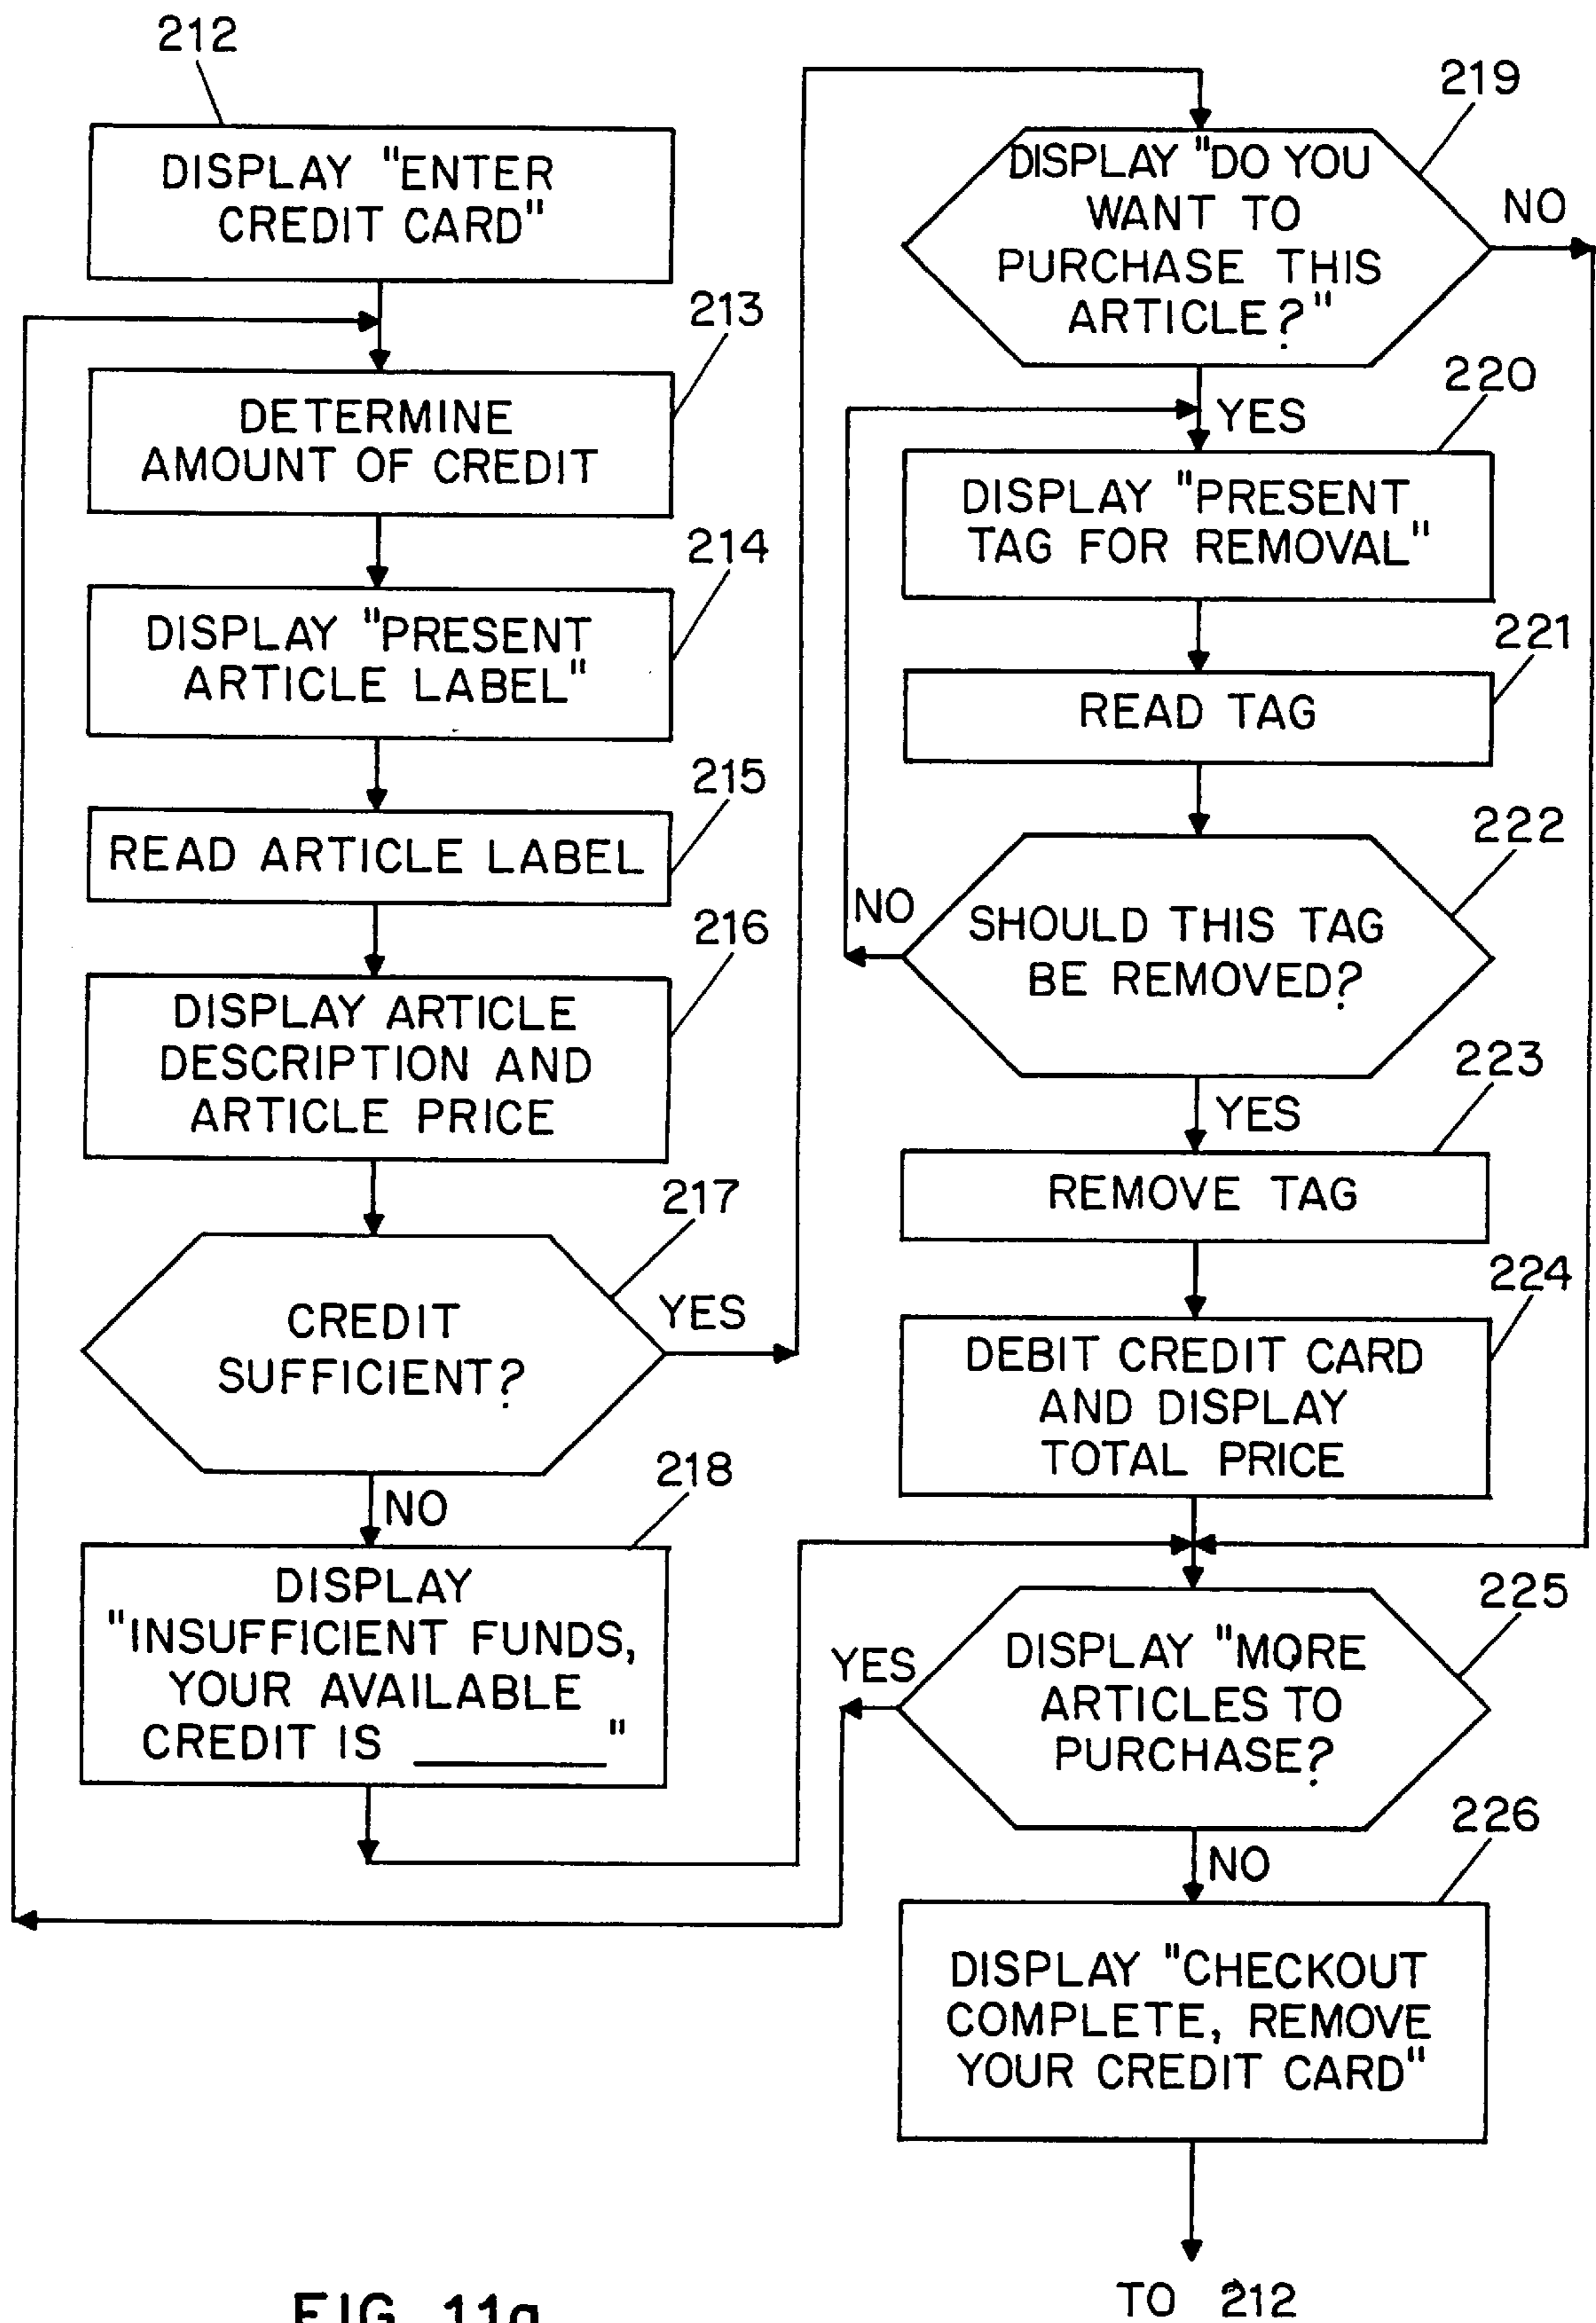 212
DISPLAY "ENTER
CREDIT CARD"
213
DETERMINE
AMOUNT OF CREDIT
214
DISPLAY "PRESENT
ARTICLE LABEL"
215
READ ARTICLE LABEL
216
DISPLAY ARTICLE
DESCRIPTION AND
ARTICLE PRICE
217
CREDIT
SUFFICIENT?
YES
NO
218
DISPLAY
"INSUFFICIENT FUNDS,
YOUR AVAILABLE
CREDIT IS ________"
219
DISPLAY "DO YOU
WANT TO
PURCHASE THIS
ARTICLE?"
NO
YES
220
DISPLAY "PRESENT
TAG FOR REMOVAL"
221
READ TAG
222
SHOULD THIS TAG
BE REMOVED?
NO
YES
223
REMOVE TAG
224
DEBIT CREDIT CARD
AND DISPLAY
TOTAL PRICE
225
DISPLAY "MORE
ARTICLES TO
PURCHASE?
YES
NO
226
DISPLAY "CHECKOUT
COMPLETE, REMOVE
YOUR CREDIT CARD"
TO 212
FIG. 11a